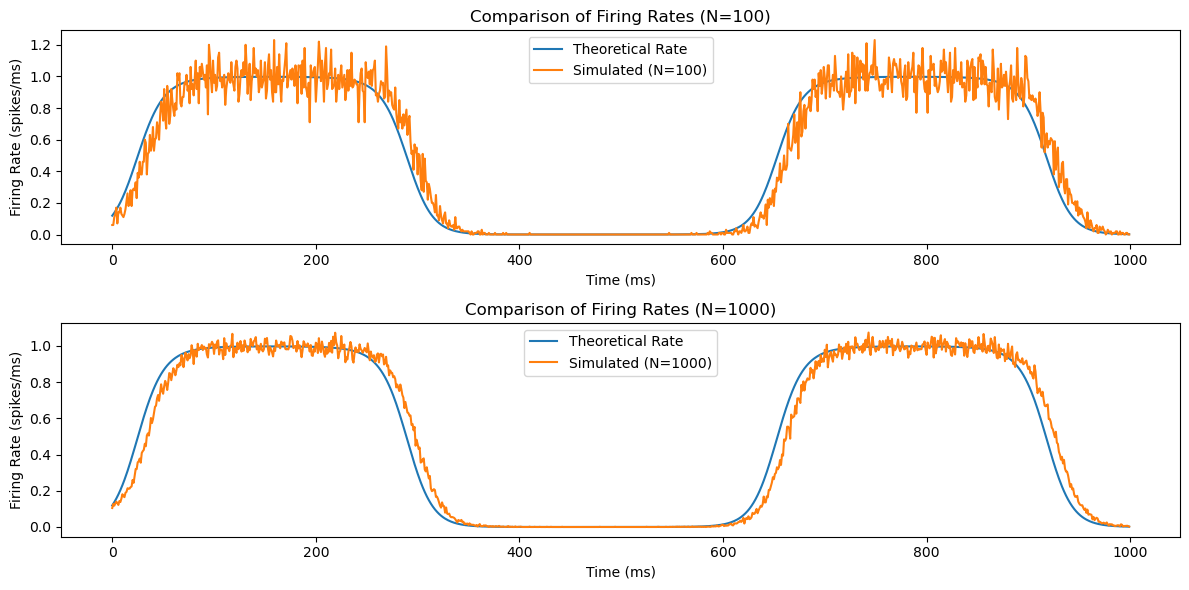 Comparison of Firing Rates (N=100)
Firing Rate (spikes/ms)
1.2
1.0
0.8
0.6
0.4
0.2
0.0
Theoretical Rate
Simulated (N=100)
0 200 400 600 800 1000
Time (ms)
Comparison of Firing Rates (N=1000)
Firing Rate (spikes/ms)
1.0
0.8
0.6
0.4
0.2
0.0
Theoretical Rate
Simulated (N=1000)
0 200 400 600 800 1000
Time (ms)